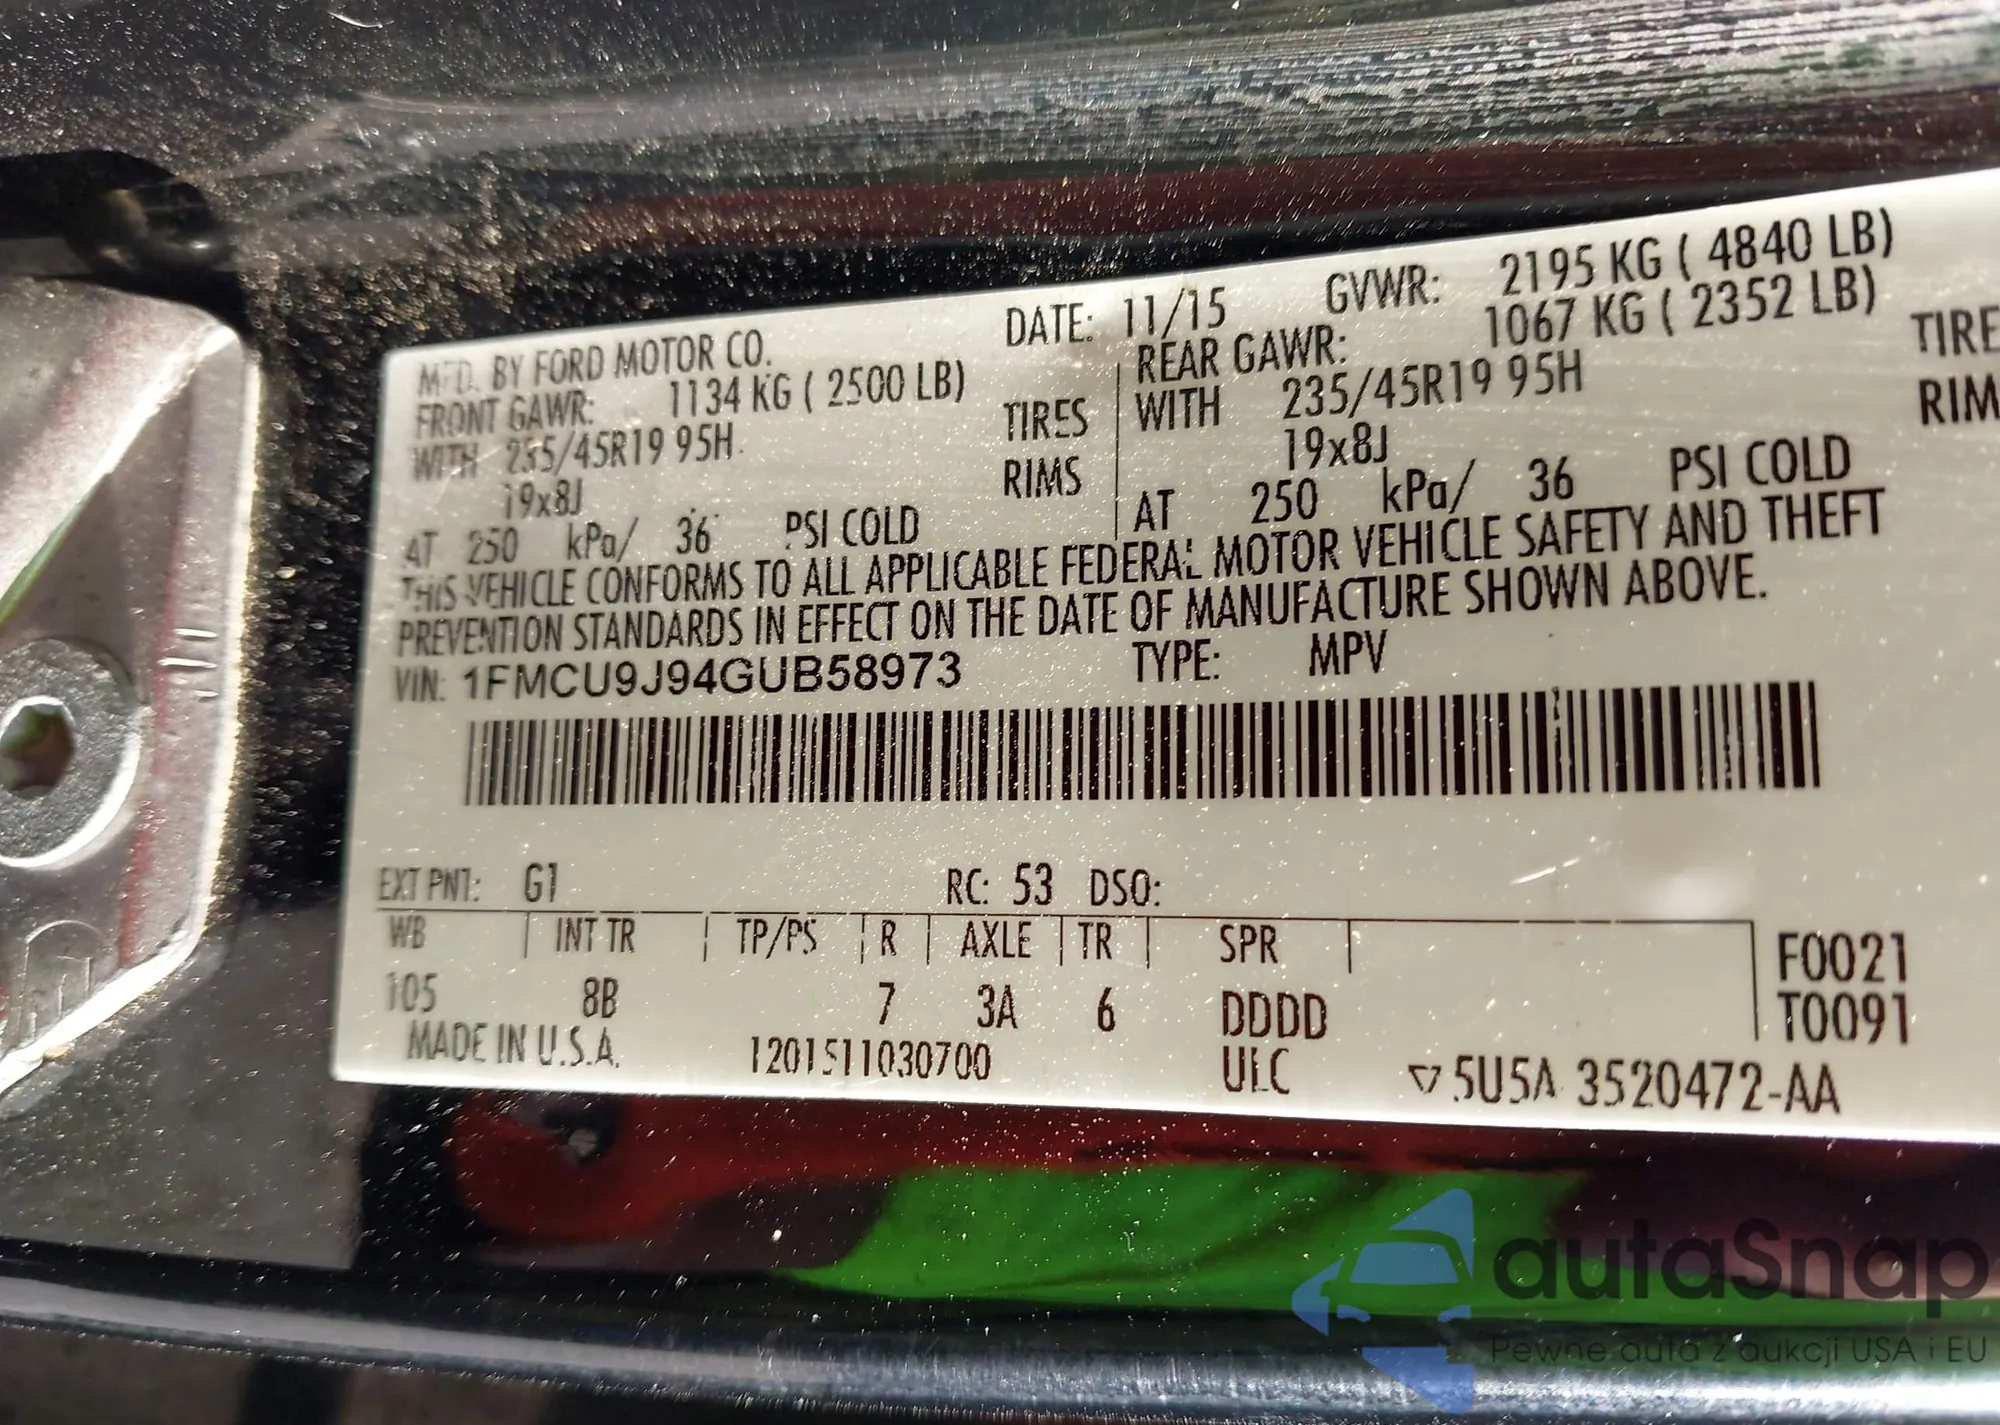 MFD. BY FORD MOTOR CO. DATE: 11/15 GVWR: 2195 KG ( 4840 LB)
FRONT GAWR: 1134 KG ( 2500 LB) REAR GAWR: 1067 KG ( 2352 LB)
WITH 235/45R19 95H TIRES WITH 235/45R19 95H TIRE
19x8J RIMS 19x8J RIM
AT 250 kPa/ 36 PSI COLD AT 250 kPa/ 36 PSI COLD
THIS VEHICLE CONFORMS TO ALL APPLICABLE FEDERAL MOTOR VEHICLE SAFETY AND THEFT
PREVENTION STANDARDS IN EFFECT ON THE DATE OF MANUFACTURE SHOWN ABOVE.
VIN: 1FMCU9J94GUB58973 TYPE: MPV
EXT PNT: G1 RC: 53 DSO:
WB INT TR TP/PS R AXLE TR SPR F0021
105 8B 7 3A 6 DDDD T0091
MADE IN U.S.A. 1201511030700 ULC ▽5U5A 3520472-AA
autaSnap
Pewne auta z aukcji USA i EU